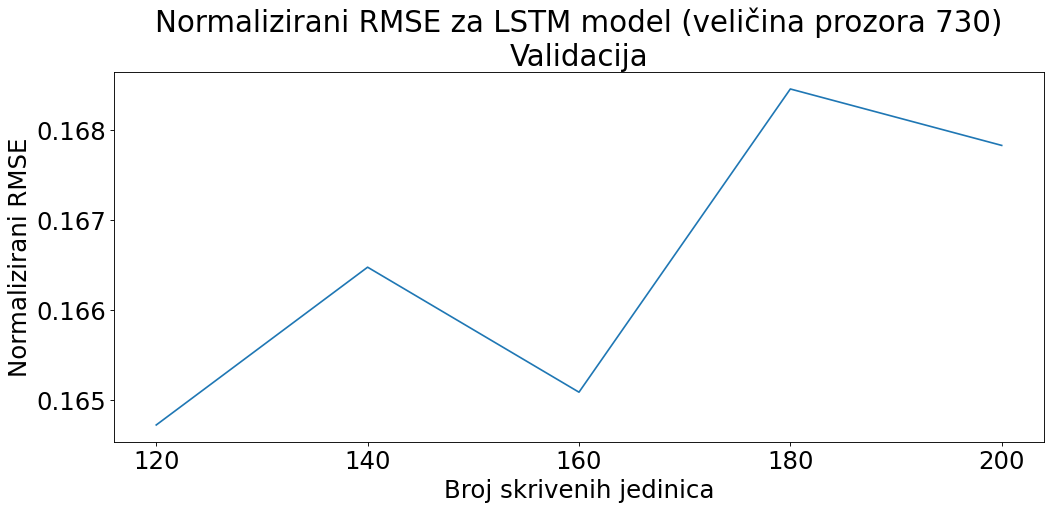 Normalizirani RMSE za LSTM model (veličina prozora 730)
Validacija
Normalizirani RMSE
0.168
0.167
0.166
0.165
120 140 160 180 200
Broj skrivenih jedinica